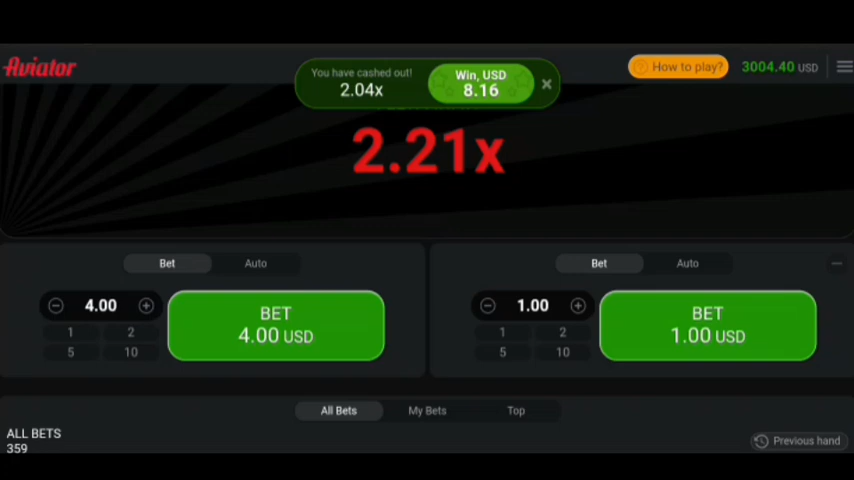 Aviator
You have cashed out!
2.04x
Win, USD
8.16
How to play?
3004.40 USD
2.21x
Bet
Auto
4.00
1
2
5
10
BET
4.00 USD
Bet
Auto
1.00
1
2
5
10
BET
1.00 USD
All Bets
My Bets
Top
ALL BETS
359
Previous hand